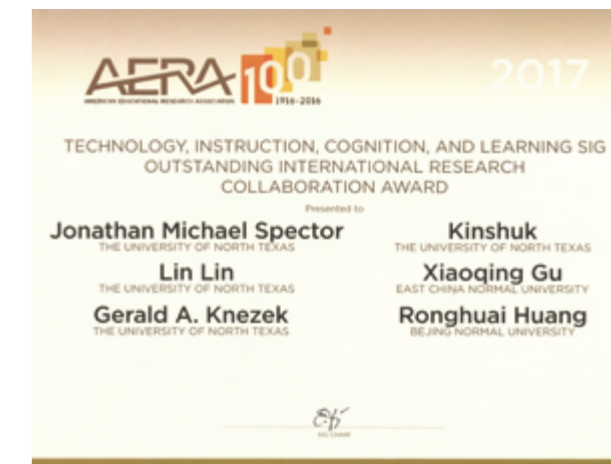 AERA 100
AMERICAN EDUCATIONAL RESEARCH ASSOCIATION
1916-2016
2017
TECHNOLOGY, INSTRUCTION, COGNITION, AND LEARNING SIG
OUTSTANDING INTERNATIONAL RESEARCH
COLLABORATION AWARD
Presented to
Jonathan Michael Spector
THE UNIVERSITY OF NORTH TEXAS
Lin Lin
THE UNIVERSITY OF NORTH TEXAS
Gerald A. Knezek
THE UNIVERSITY OF NORTH TEXAS
Kinshuk
THE UNIVERSITY OF NORTH TEXAS
Xiaoqing Gu
EAST CHINA NORMAL UNIVERSITY
Ronghuai Huang
BEJING NORMAL UNIVERSITY
SIG CHAIR